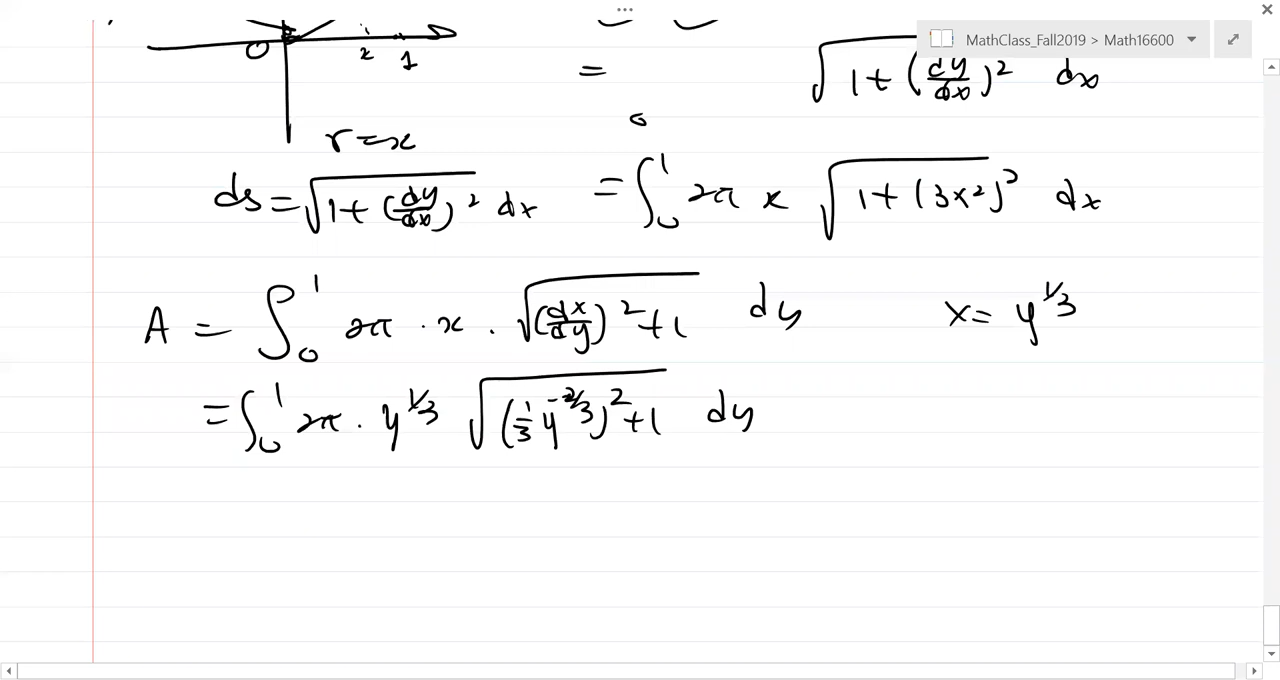 MathClass_Fall2019 > Math16600
0 x 1
= √(1+(dy/dx)²) dx
0
r=x
ds = √(1+(dy/dx)²) dx = ∫₀¹ 2π x √(1+(3x²)²) dx
A = ∫₀¹ 2π · x · √((dx/dy)²+1) dy x = y^(1/3)
= ∫₀¹ 2π · y^(1/3) √((1/3 y^(-2/3))²+1) dy